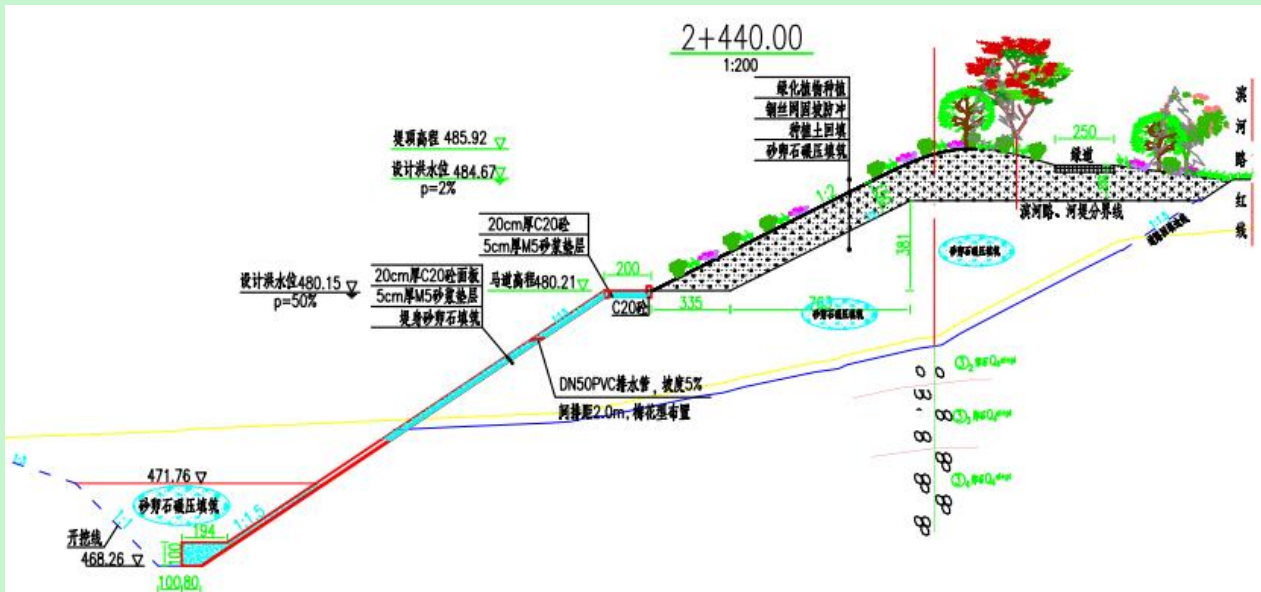 2+440.00
1:200
绿化植物种植
钢丝网固坡防冲
种植土回填
砂卵石碾压填筑
堤顶高程 485.92
设计洪水位 484.67
p=2%
250
绿道
滨河路红线
1:2
滨河路、河堤分界线
20cm厚C20砼
5cm厚M5砂浆垫层
200
马道高程480.21
C20砼
335
763
381
设计洪水位480.15
p=50%
20cm厚C20砼面板
5cm厚M5砂浆垫层
堤身砂卵石填筑
砂卵石碾压填筑
砂卵石碾压填筑
DN50PVC排水管，坡度5%
间排距2.0m，梅花型布置
471.76
砂卵石碾压填筑
1:1.5
194
100
开挖线
468.26
100
80